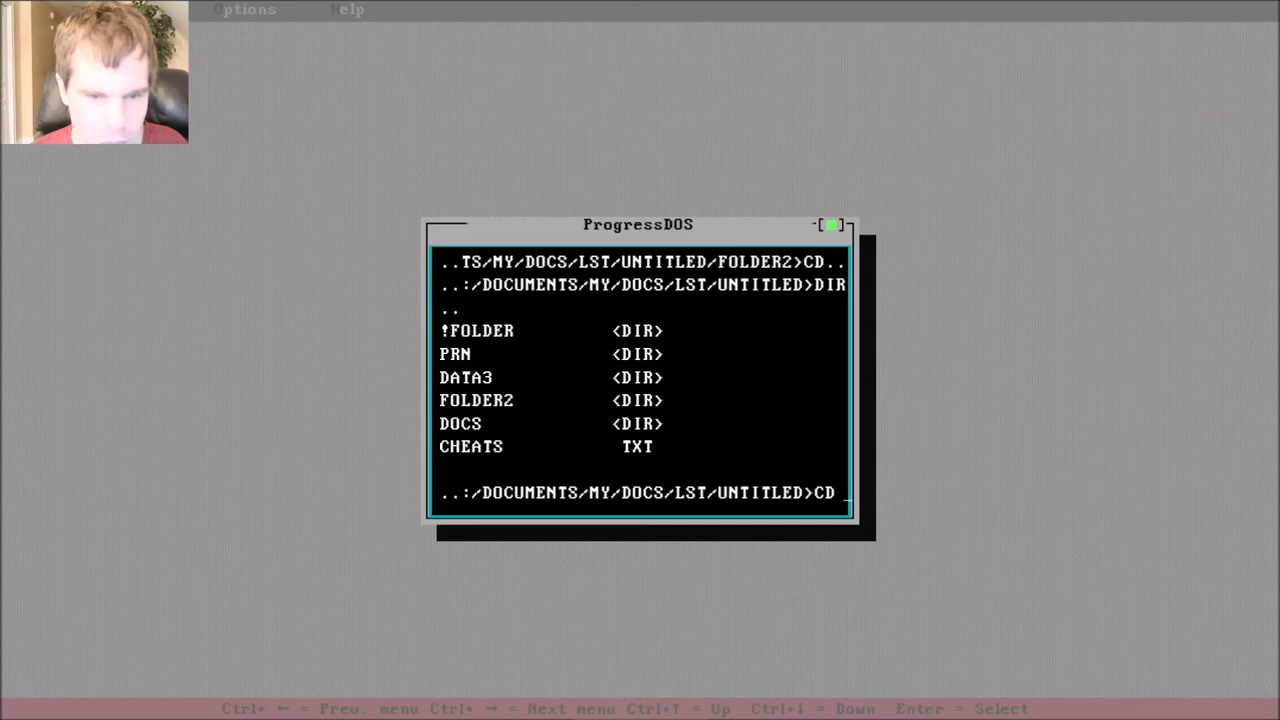 Options Help
ProgressDOS
..TS/MY/DOCS/LST/UNTITLED/FOLDER2>CD..
..:/DOCUMENTS/MY/DOCS/LST/UNTITLED>DIR
..
!FOLDER <DIR>
PRN <DIR>
DATA3 <DIR>
FOLDER2 <DIR>
DOCS <DIR>
CHEATS TXT
..:/DOCUMENTS/MY/DOCS/LST/UNTITLED>CD _
Ctrl+ ← = Prev. menu Ctrl+ → = Next menu Ctrl+↑ = Up Ctrl+↓ = Down Enter = Select